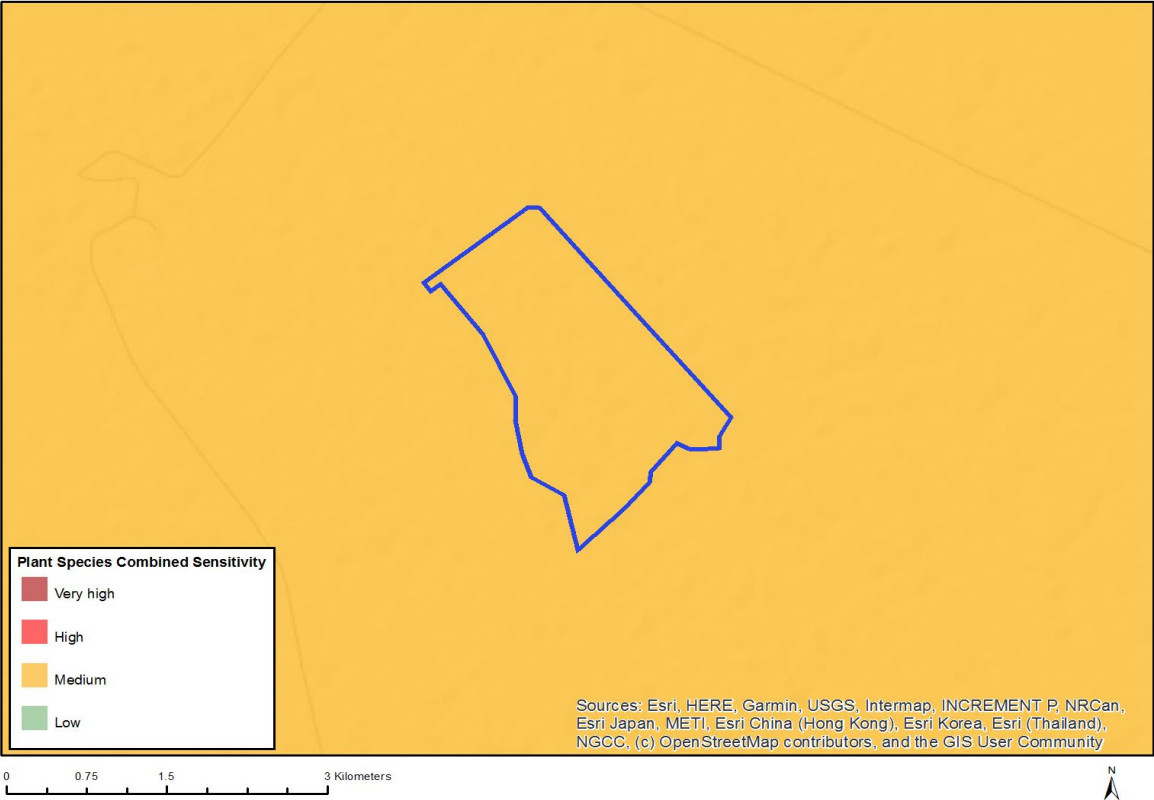 Plant Species Combined Sensitivity
Very high
High
Medium
Low
Sources: Esri, HERE, Garmin, USGS, Intermap, INCREMENT P, NRCan,
Esri Japan, METI, Esri China (Hong Kong), Esri Korea, Esri (Thailand),
NGCC, (c) OpenStreetMap contributors, and the GIS User Community
0 0.75 1.5 3 Kilometers
N